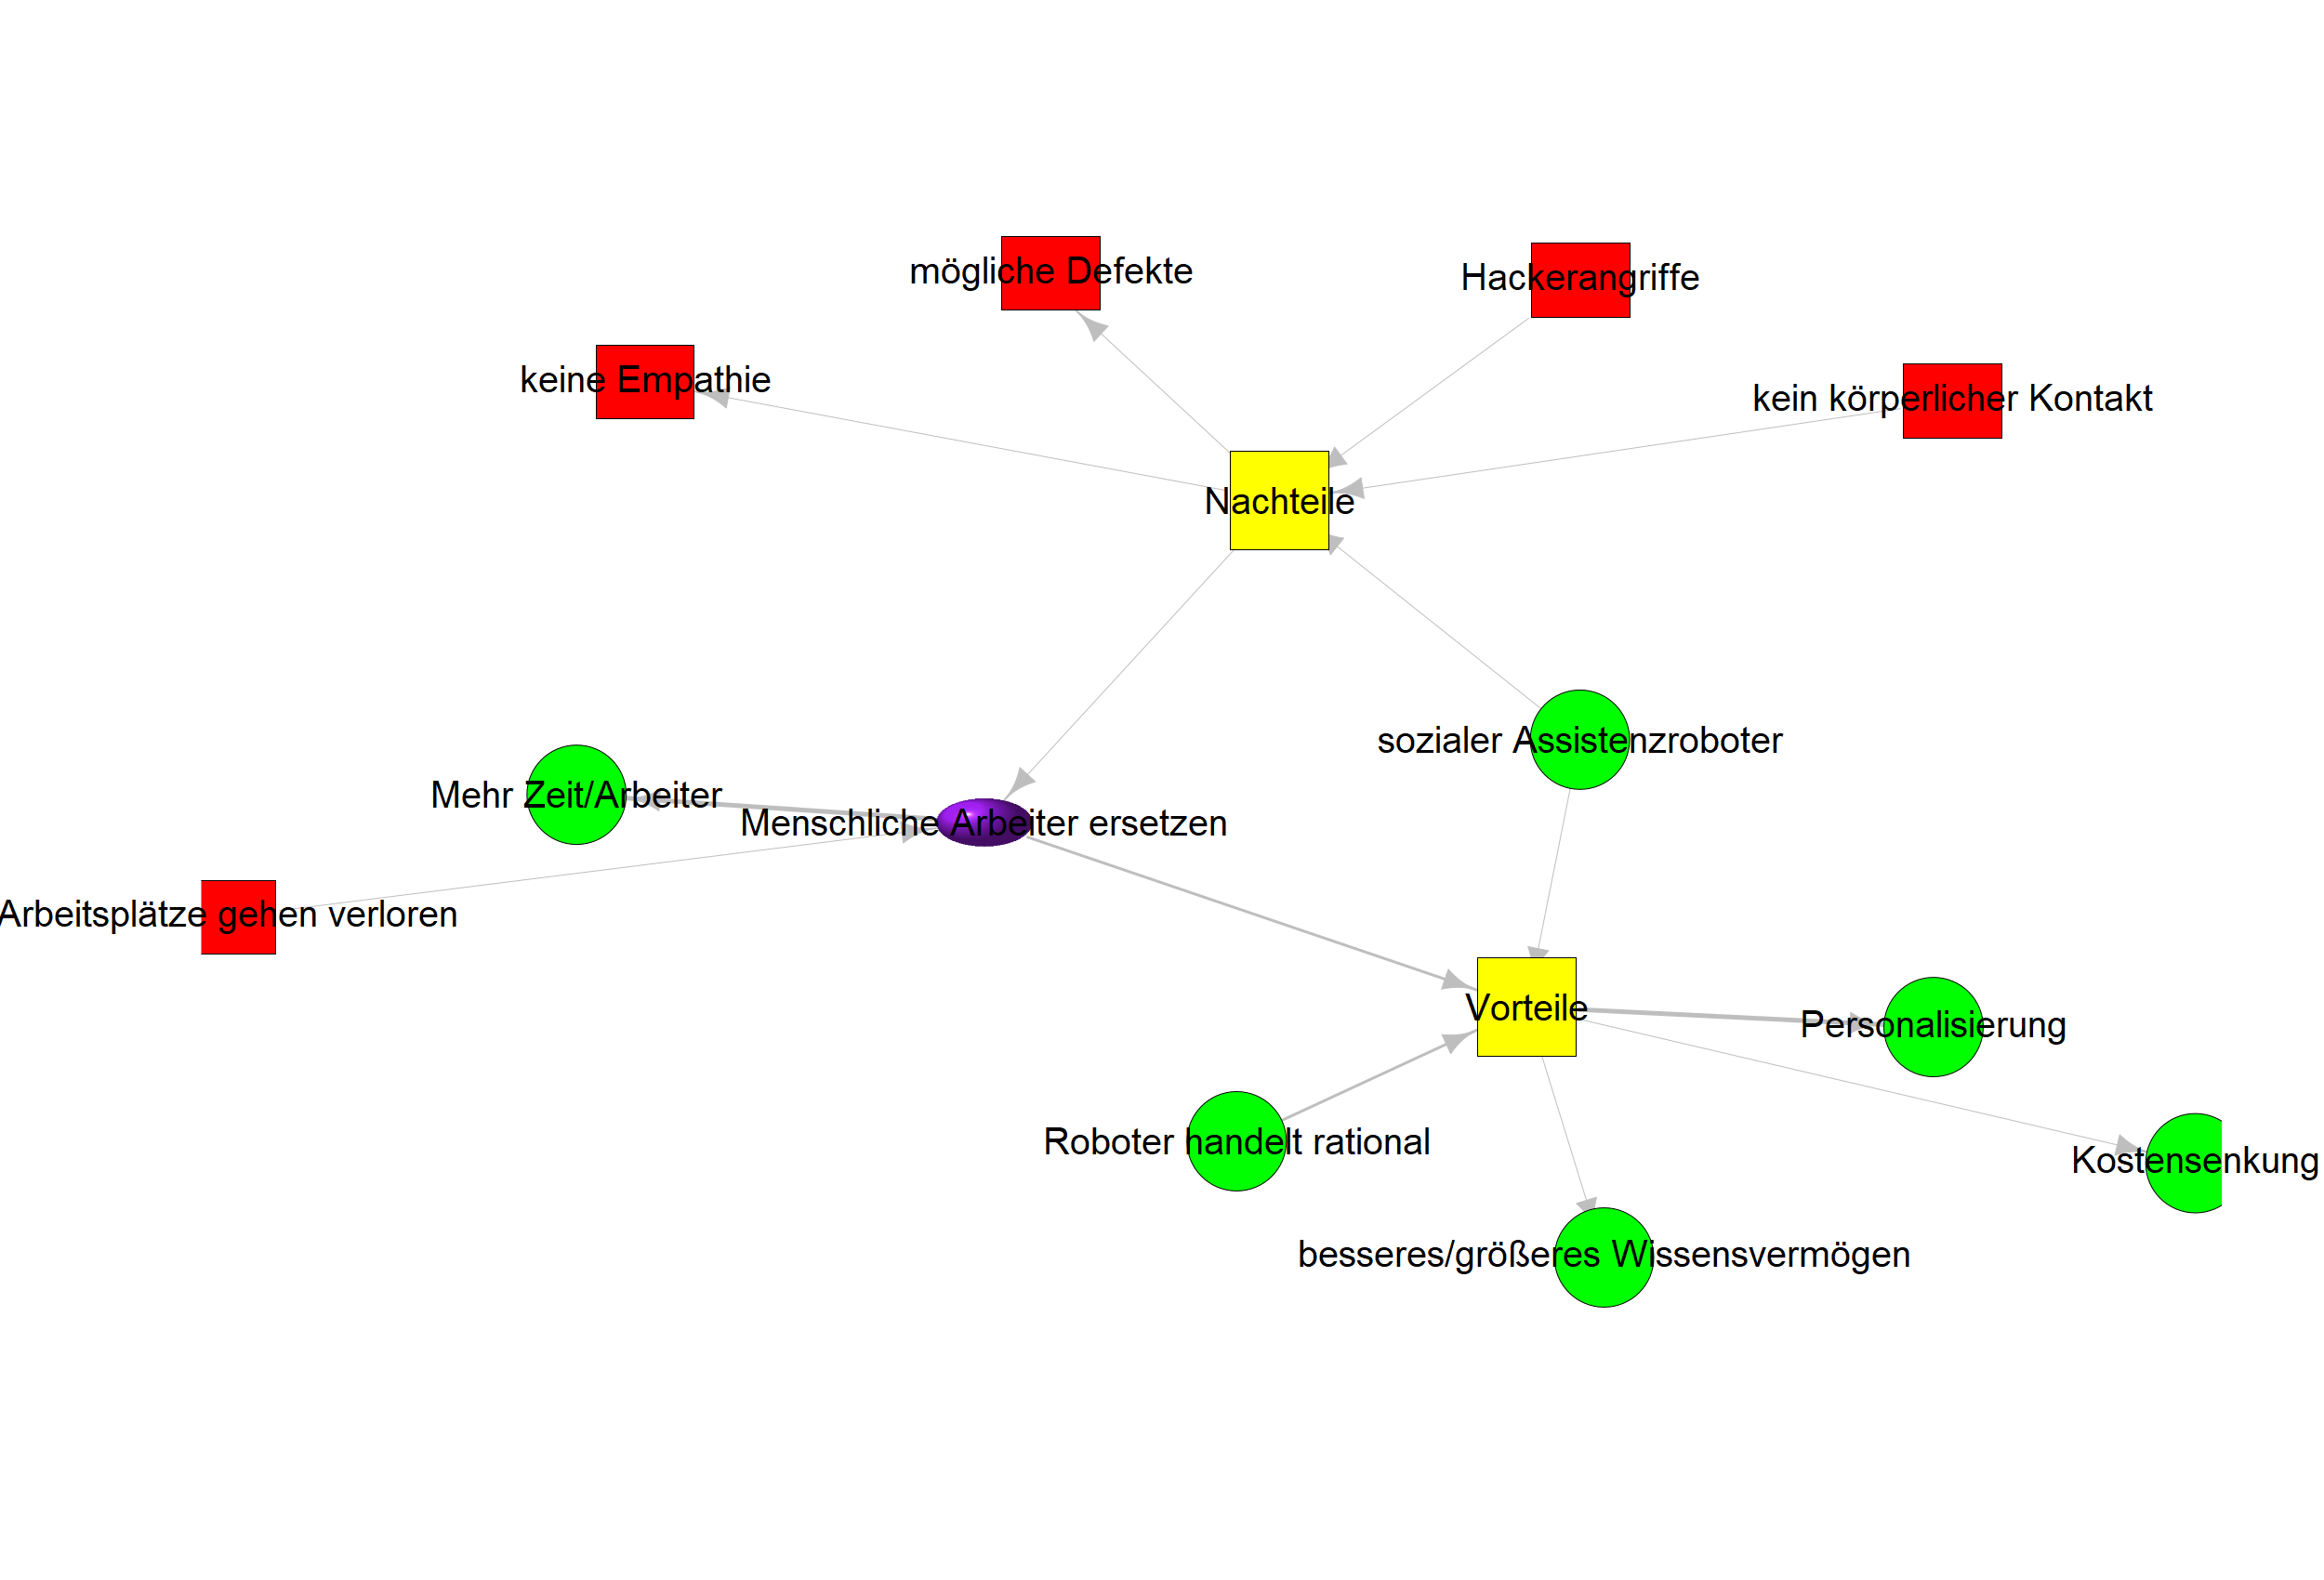 mögliche Defekte
Hackerangriffe
keine Empathie
kein körperlicher Kontakt
Nachteile
sozialer Assistenzroboter
Mehr Zeit/Arbeiter
Menschliche Arbeiter ersetzen
Arbeitsplätze gehen verloren
Vorteile
Personalisierung
Roboter handelt rational
Kostensenkung
besseres/größeres Wissensvermögen